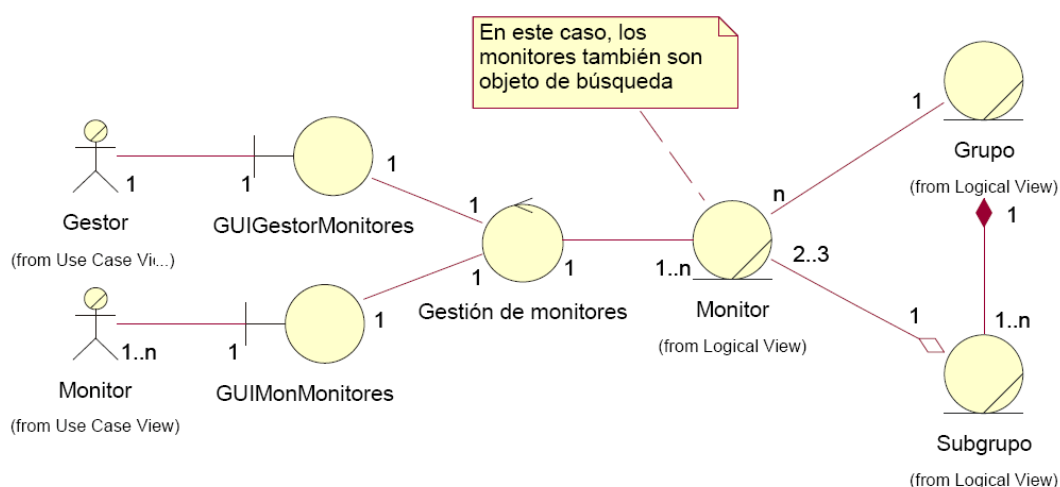 En este caso, los
monitores también son
objeto de búsqueda
1
Grupo
(from Logical View)
1
1
1
1
Gestor
(from Use Case Vi...)
GUIGestorMonitores
1
n
2..3
1
1
1..n
Gestión de monitores
Monitor
(from Logical View)
1
1..n
1..n
1
1
Monitor
(from Use Case View)
GUIMonMonitores
Subgrupo
(from Logical View)